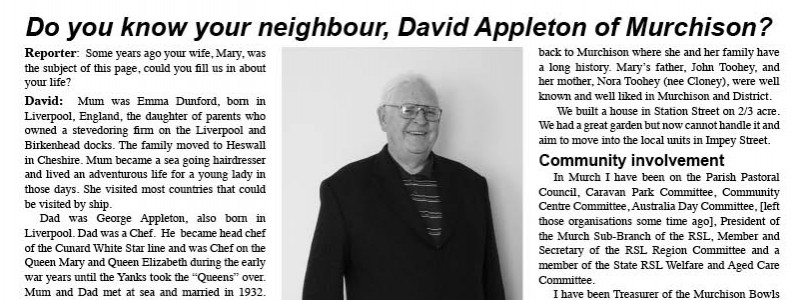 Do you know your neighbour, David Appleton of Murchison?
Reporter: Some years ago your wife, Mary, was
the subject of this page, could you fill us in about
your life?
David: Mum was Emma Dunford, born in
Liverpool, England, the daughter of parents who
owned a stevedoring firm on the Liverpool and
Birkenhead docks. The family moved to Heswall
in Cheshire. Mum became a sea going hairdresser
and lived an adventurous life for a young lady in
those days. She visited most countries that could
be visited by ship.
Dad was George Appleton, also born in
Liverpool. Dad was a Chef. He became head chef
of the Cunard White Star line and was Chef on the
Queen Mary and Queen Elizabeth during the early
war years until the Yanks took the “Queens” over.
Mum and Dad met at sea and married in 1932.
back to Murchison where she and her family have
a long history. Mary’s father, John Toohey, and
her mother, Nora Toohey (nee Cloney), were well
known and well liked in Murchison and District.
We built a house in Station Street on 2/3 acre.
We had a great garden but now cannot handle it and
aim to move into the local units in Impey Street.
Community involvement
In Murch I have been on the Parish Pastoral
Council, Caravan Park Committee, Community
Centre Committee, Australia Day Committee, [left
those organisations some time ago], President of
the Murch Sub-Branch of the RSL, Member and
Secretary of the RSL Region Committee and a
member of the State RSL Welfare and Aged Care
Committee.
I have been Treasurer of the Murchison Bowls